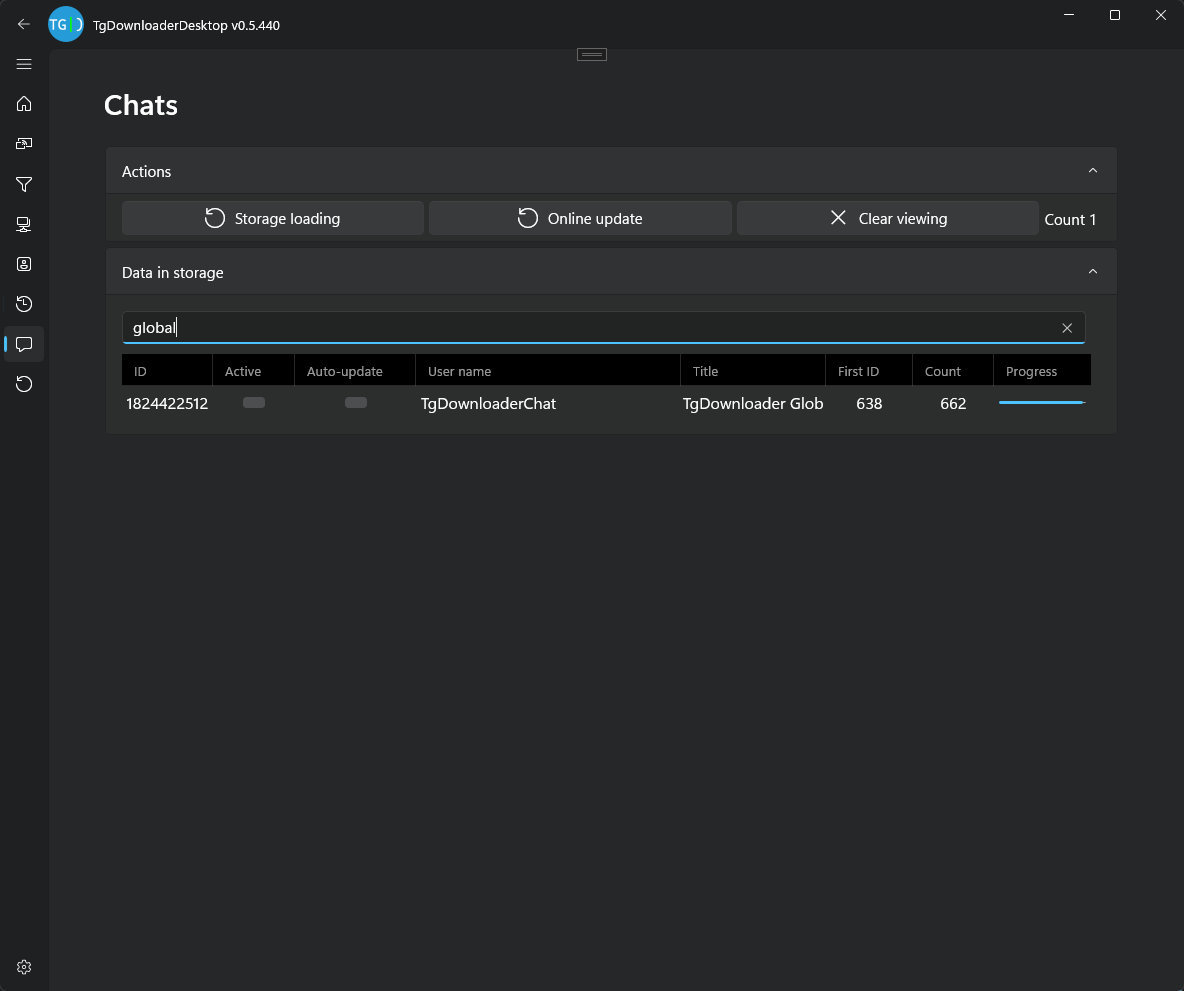 TG
TgDownloaderDesktop v0.5.440
Chats
Actions
Storage loading Online update Clear viewing Count 1
Data in storage
global
ID Active Auto-update User name Title First ID Count Progress
1824422512 TgDownloaderChat TgDownloader Glob 638 662